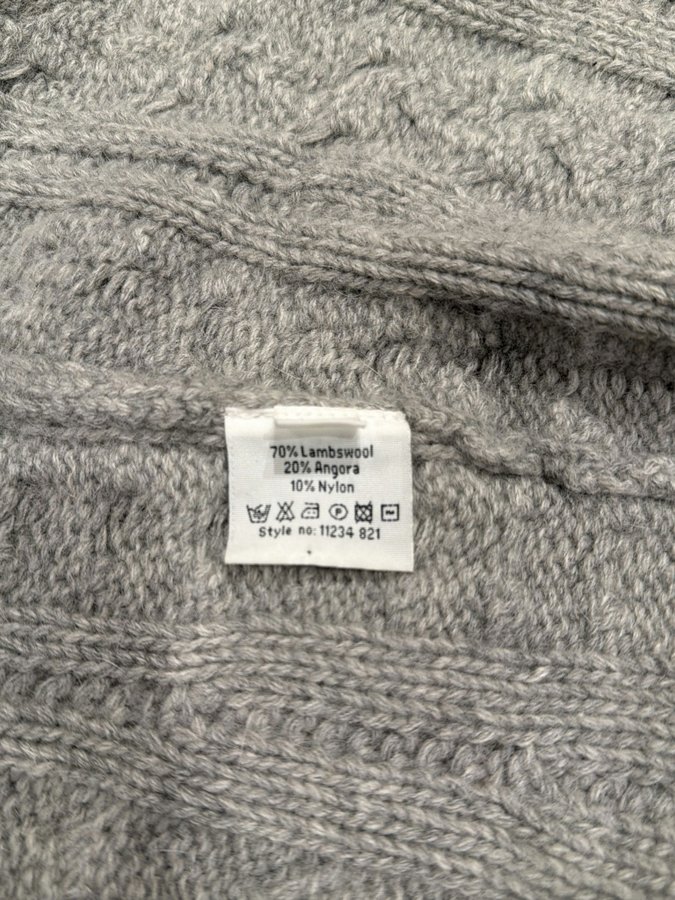 70% Lambswool
20% Angora
10% Nylon
P
Style no: 11234 821